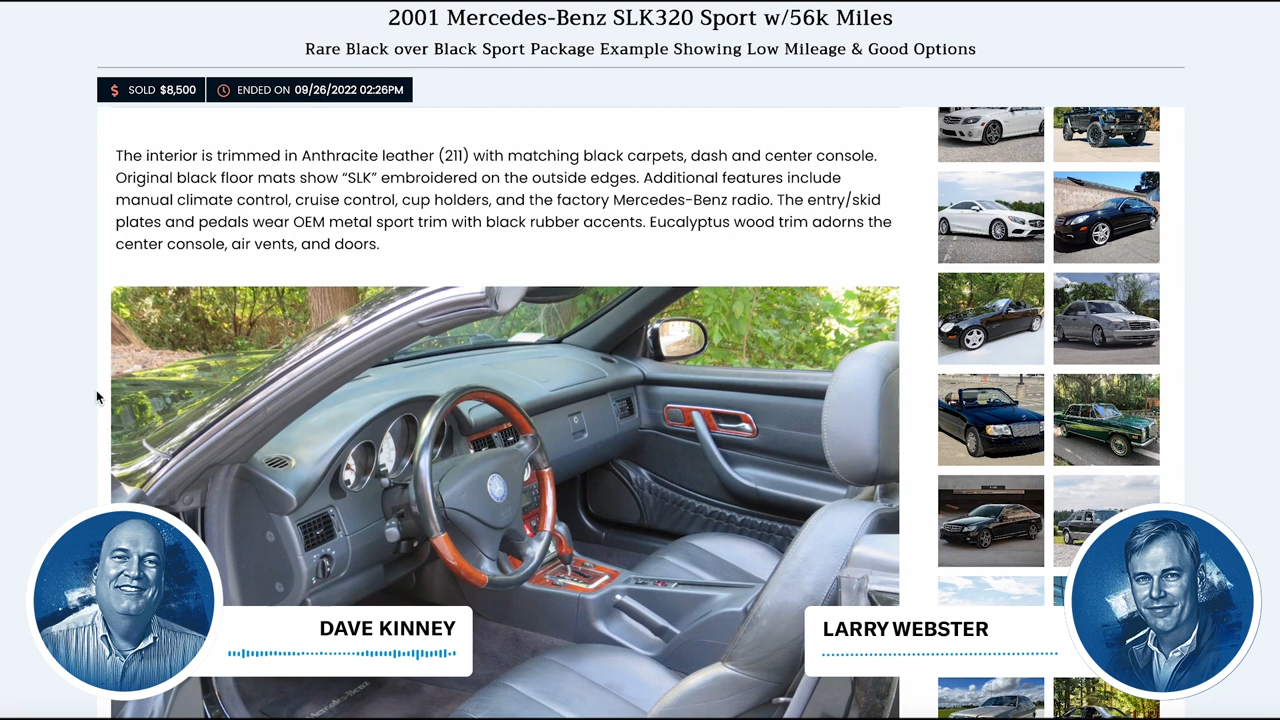 2001 Mercedes-Benz SLK320 Sport w/56k Miles
Rare Black over Black Sport Package Example Showing Low Mileage & Good Options
$ SOLD $8,500 ENDED ON 09/26/2022 02:26PM
The interior is trimmed in Anthracite leather (211) with matching black carpets, dash and center console.
Original black floor mats show “SLK” embroidered on the outside edges. Additional features include
manual climate control, cruise control, cup holders, and the factory Mercedes-Benz radio. The entry/skid
plates and pedals wear OEM metal sport trim with black rubber accents. Eucalyptus wood trim adorns the
center console, air vents, and doors.
DAVE KINNEY
LARRY WEBSTER
Mercedes-Benz